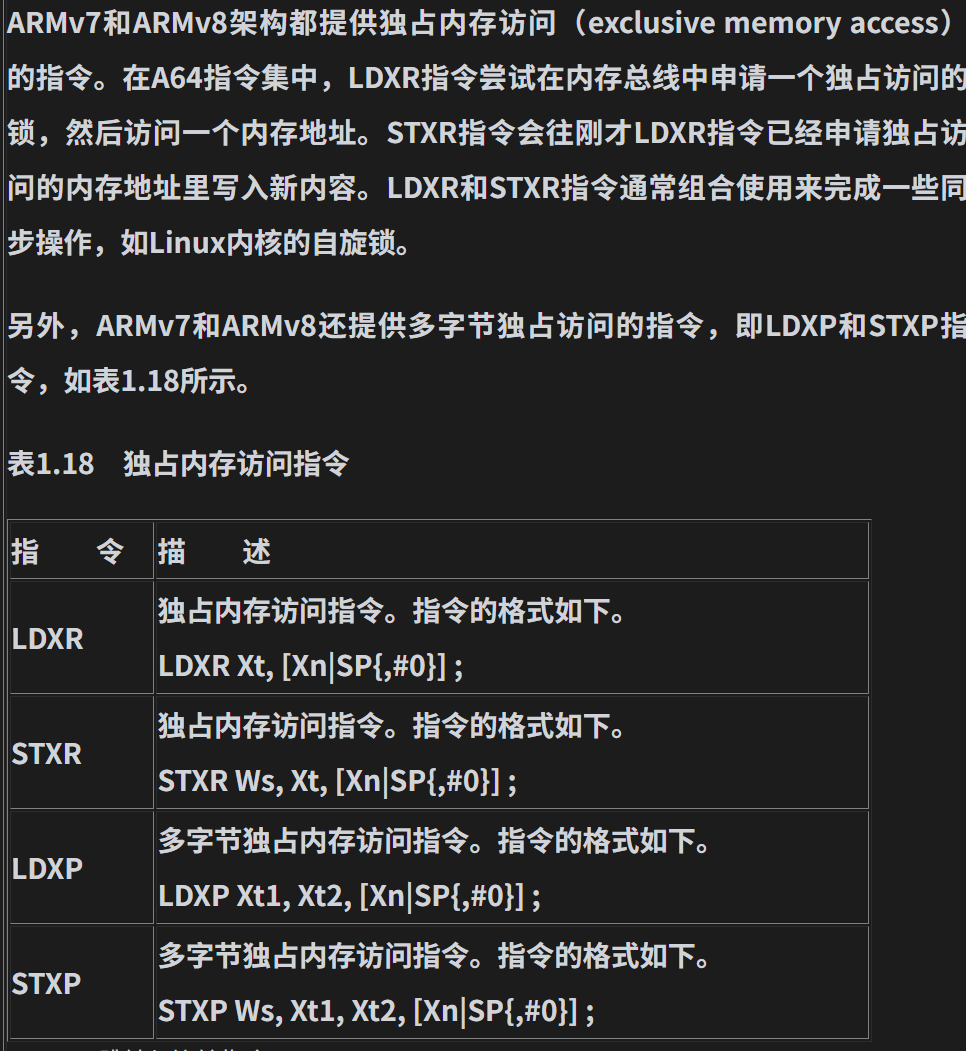 ARMv7和ARMv8架构都提供独占内存访问（exclusive memory access）
的指令。在A64指令集中，LDXR指令尝试在内存总线中申请一个独占访问的
锁，然后访问一个内存地址。STXR指令会往刚才LDXR指令已经申请独占访
问的内存地址里写入新内容。LDXR和STXR指令通常组合使用来完成一些同
步操作，如Linux内核的自旋锁。
另外，ARMv7和ARMv8还提供多字节独占访问的指令，即LDXP和STXP指
令，如表1.18所示。
表1.18　独占内存访问指令
指　　令 描　　述
LDXR
独占内存访问指令。指令的格式如下。
LDXR Xt, [Xn|SP{,#0}] ;
STXR
独占内存访问指令。指令的格式如下。
STXR Ws, Xt, [Xn|SP{,#0}] ;
LDXP
多字节独占内存访问指令。指令的格式如下。
LDXP Xt1, Xt2, [Xn|SP{,#0}] ;
STXP
多字节独占内存访问指令。指令的格式如下。
STXP Ws, Xt1, Xt2, [Xn|SP{,#0}] ;